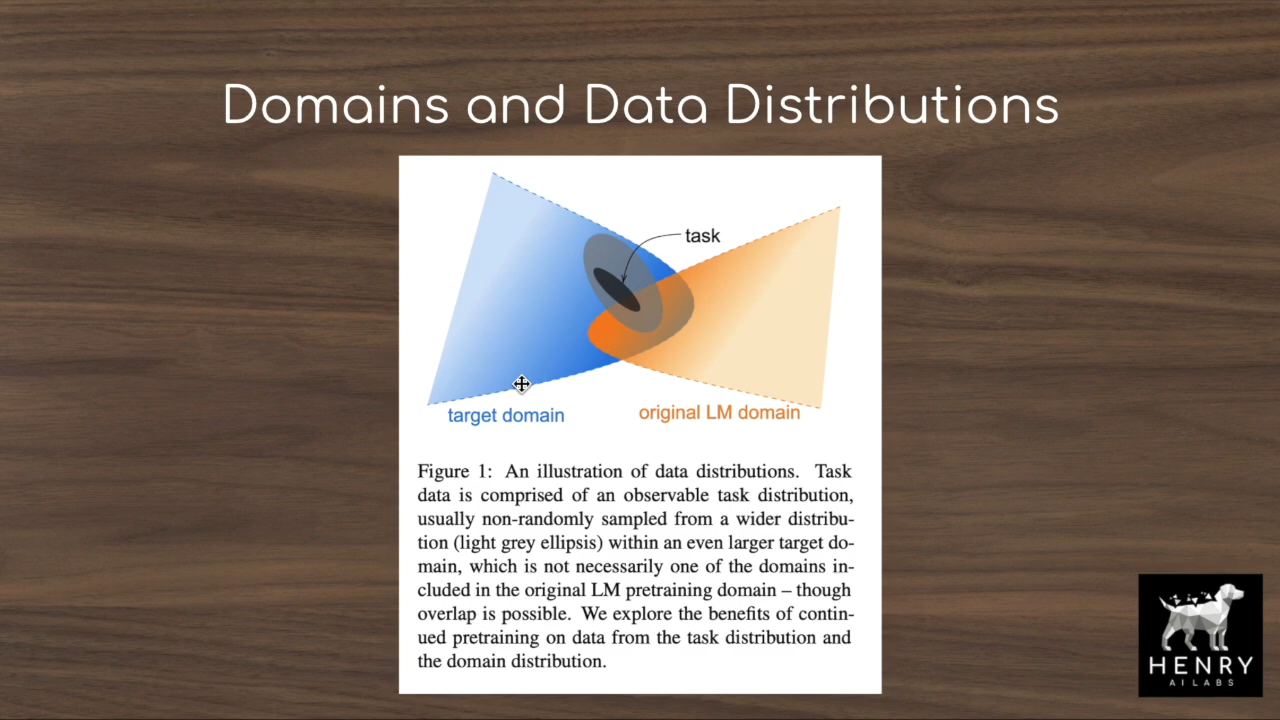 Domains and Data Distributions
task
target domain
original LM domain
Figure 1: An illustration of data distributions. Task
data is comprised of an observable task distribution,
usually non-randomly sampled from a wider distribu-
tion (light grey ellipsis) within an even larger target do-
main, which is not necessarily one of the domains in-
cluded in the original LM pretraining domain – though
overlap is possible. We explore the benefits of contin-
ued pretraining on data from the task distribution and
the domain distribution.
HENRY
AI LABS